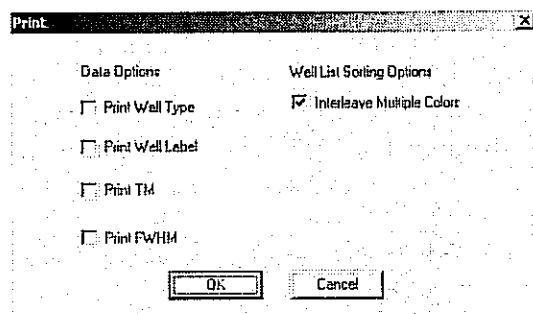 Print
Data Options
Print Well Type
Print Well Label
Print TM
Print FWHM
Well List Sorting Options
Interleave Multiple Colors
OK
Cancel